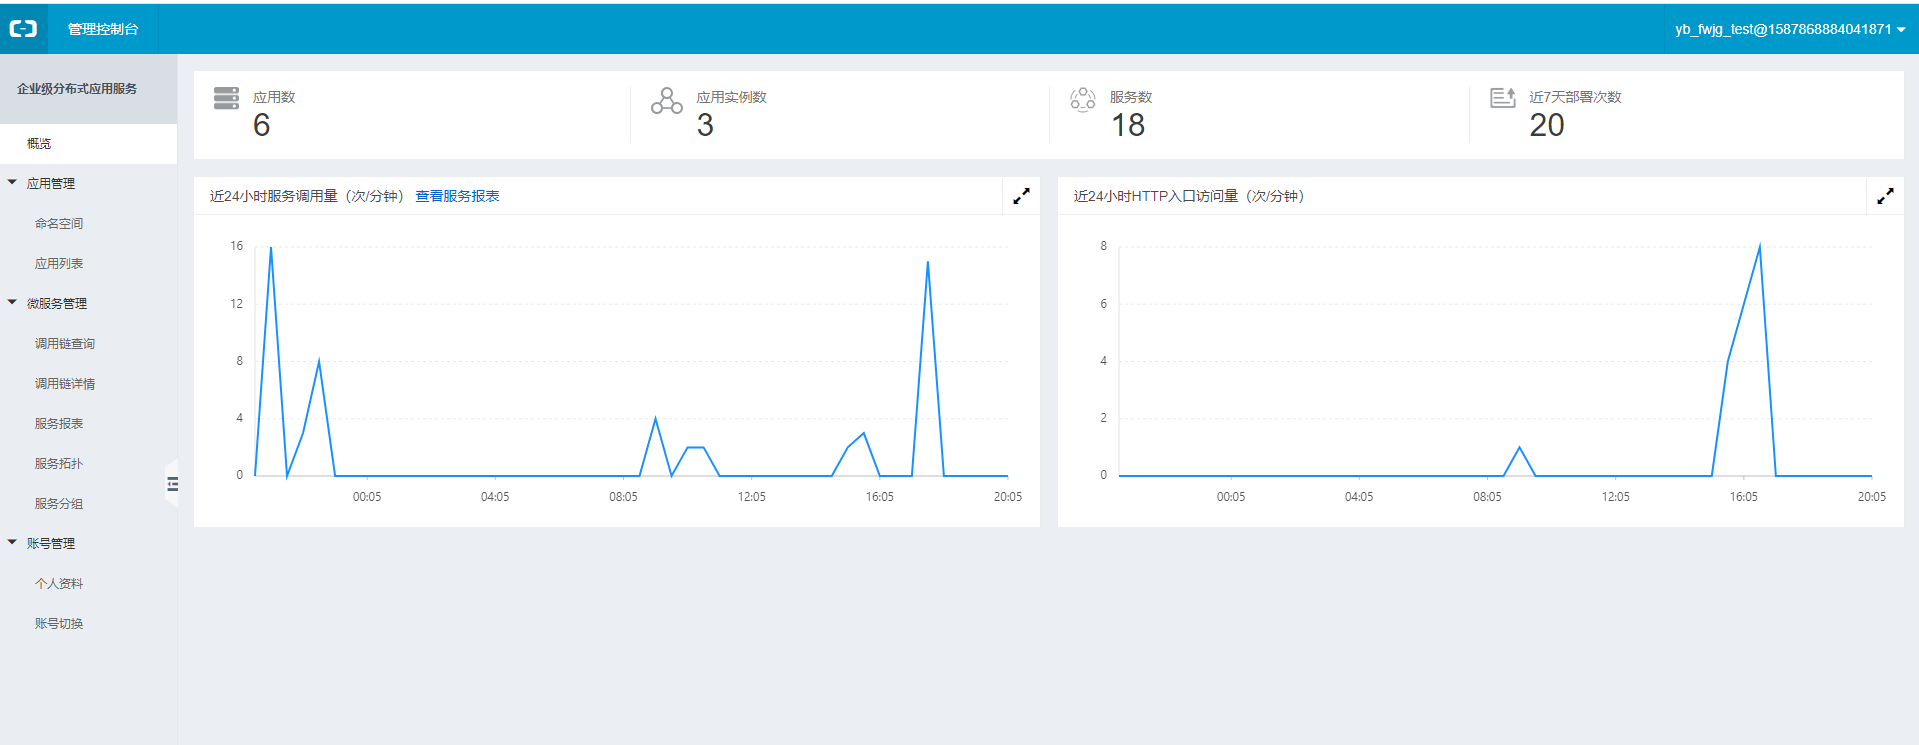 管理控制台
yb_fwjg_test@1587868884041871
企业级分布式应用服务
概览
应用管理
命名空间
应用列表
微服务管理
调用链查询
调用链详情
服务报表
服务拓扑
服务分组
账号管理
个人资料
账号切换
应用数
6
应用实例数
3
服务数
18
近7天部署次数
20
近24小时服务调用量（次/分钟） 查看服务报表
16
12
8
4
0
00:05 04:05 08:05 12:05 16:05 20:05
近24小时HTTP入口访问量（次/分钟）
8
6
4
2
0
00:05 04:05 08:05 12:05 16:05 20:05